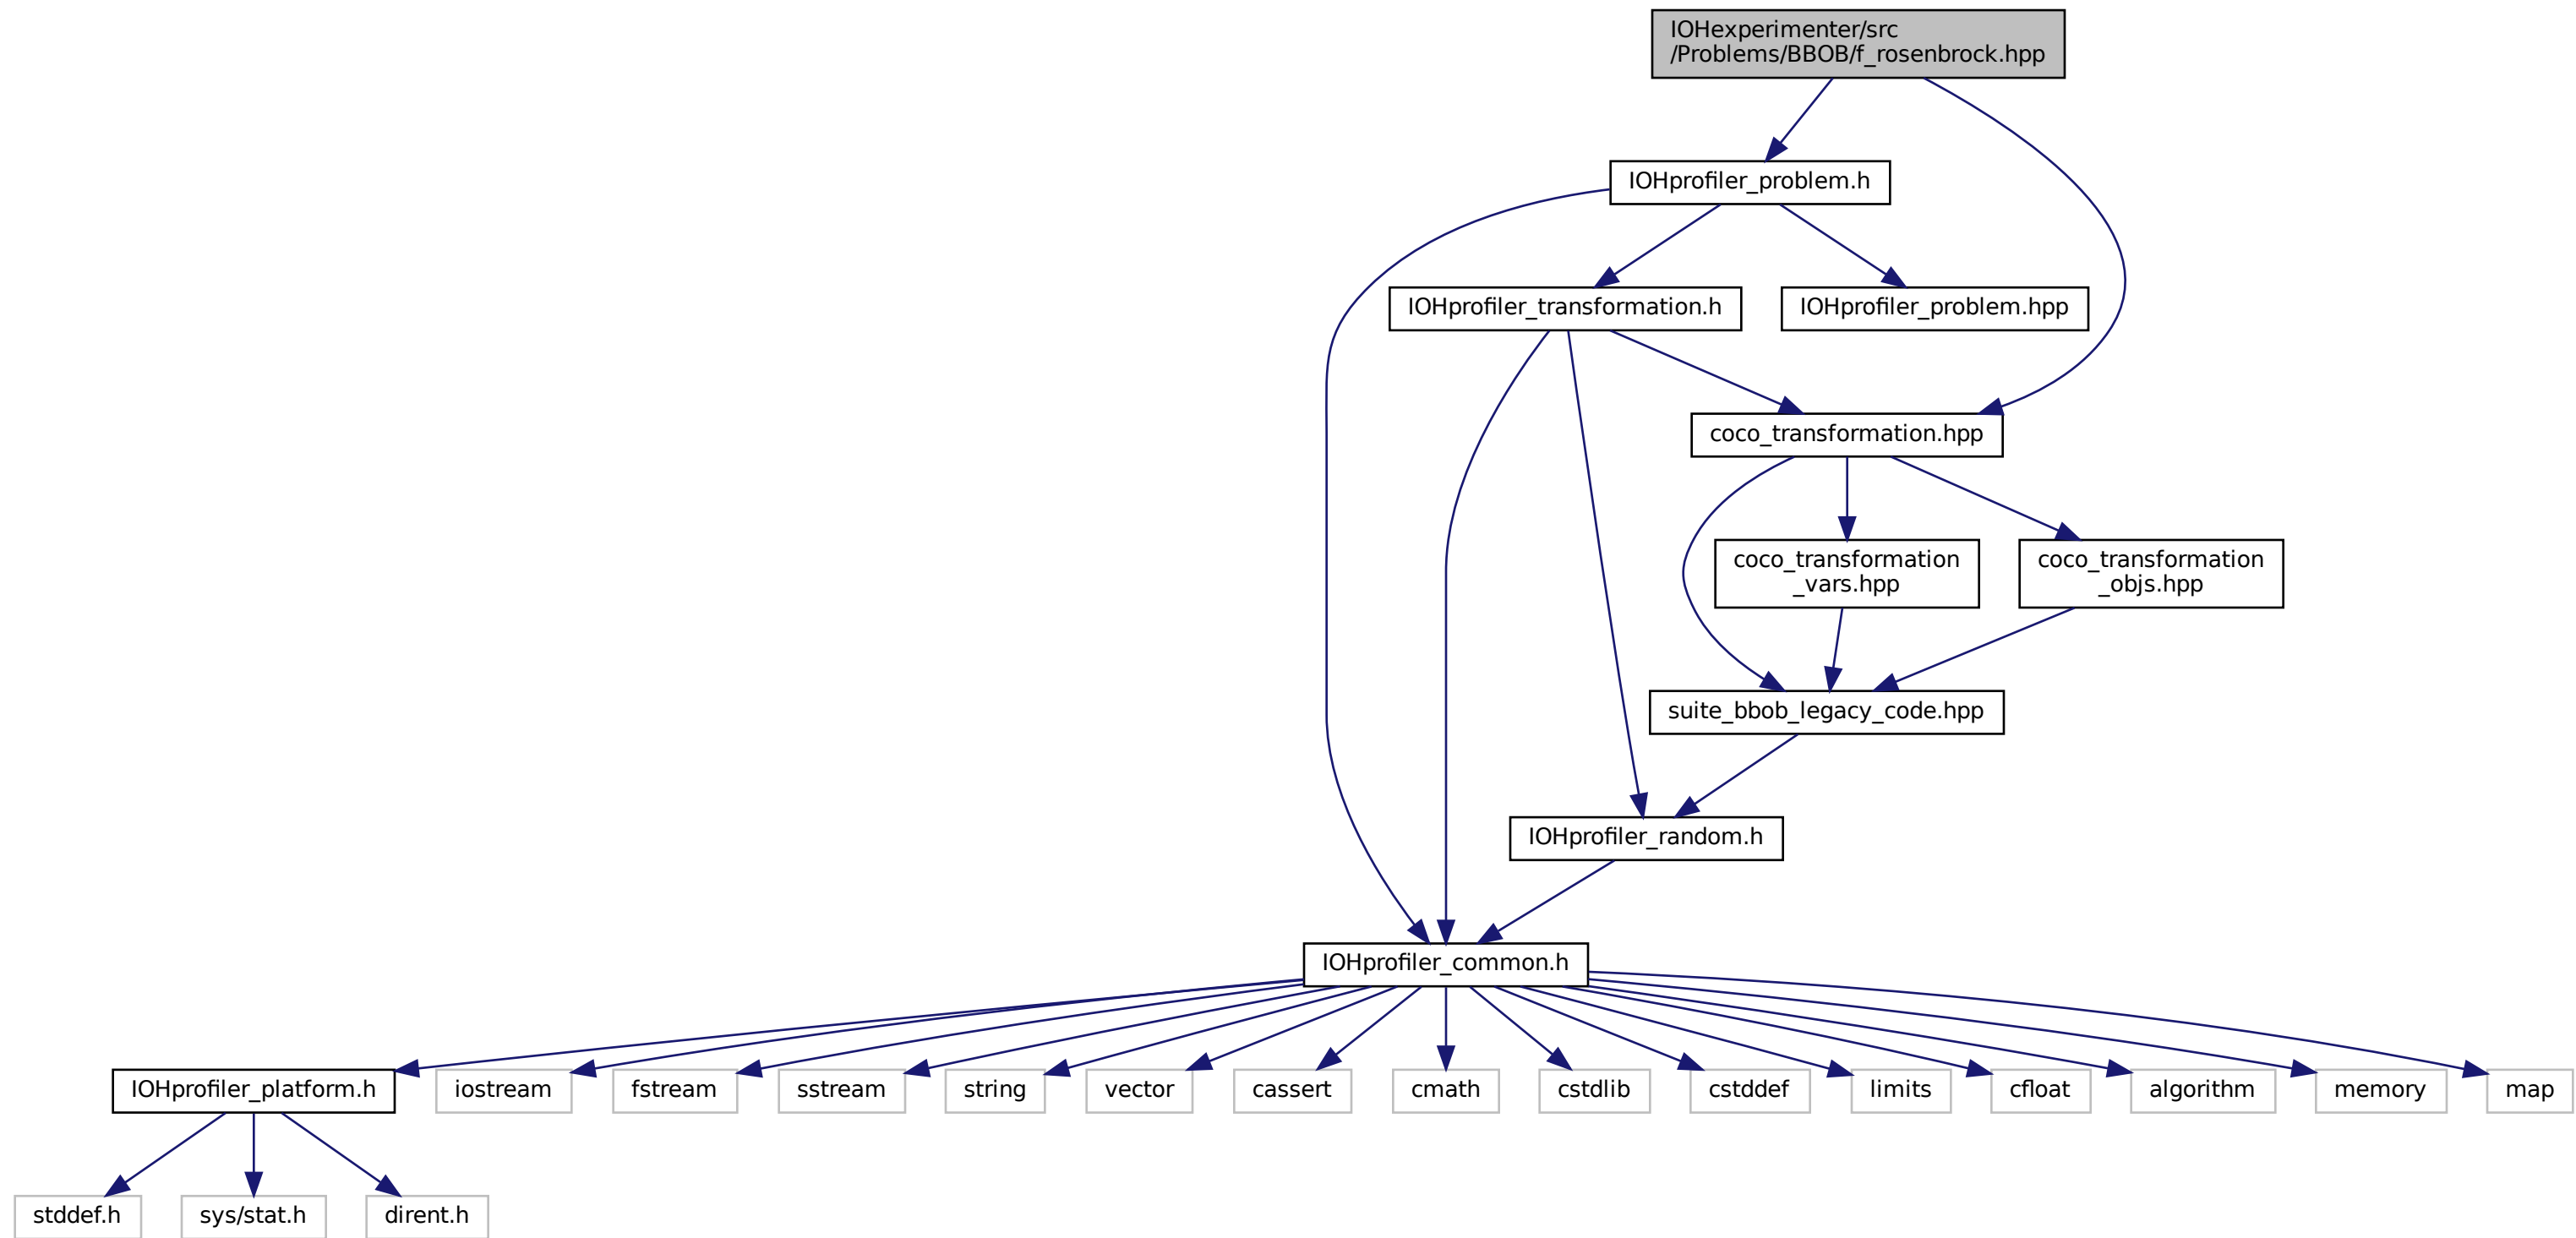 IOHexperimenter/src
/Problems/BBOB/f_rosenbrock.hpp
IOHprofiler_problem.h
IOHprofiler_transformation.h
IOHprofiler_problem.hpp
coco_transformation.hpp
coco_transformation
_vars.hpp
coco_transformation
_objs.hpp
suite_bbob_legacy_code.hpp
IOHprofiler_random.h
IOHprofiler_common.h
IOHprofiler_platform.h
iostream
fstream
sstream
string
vector
cassert
cmath
cstdlib
cstddef
limits
cfloat
algorithm
memory
map
stddef.h
sys/stat.h
dirent.h